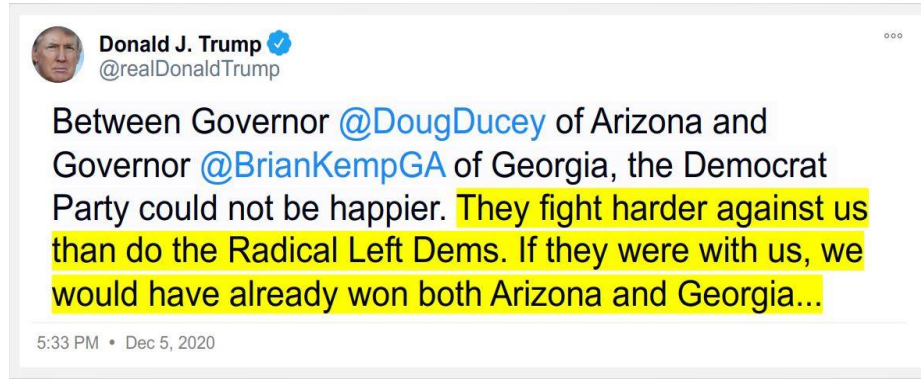 Donald J. Trump
@realDonaldTrump
Between Governor @DougDucey of Arizona and
Governor @BrianKempGA of Georgia, the Democrat
Party could not be happier. They fight harder against us
than do the Radical Left Dems. If they were with us, we
would have already won both Arizona and Georgia...
5:33 PM • Dec 5, 2020